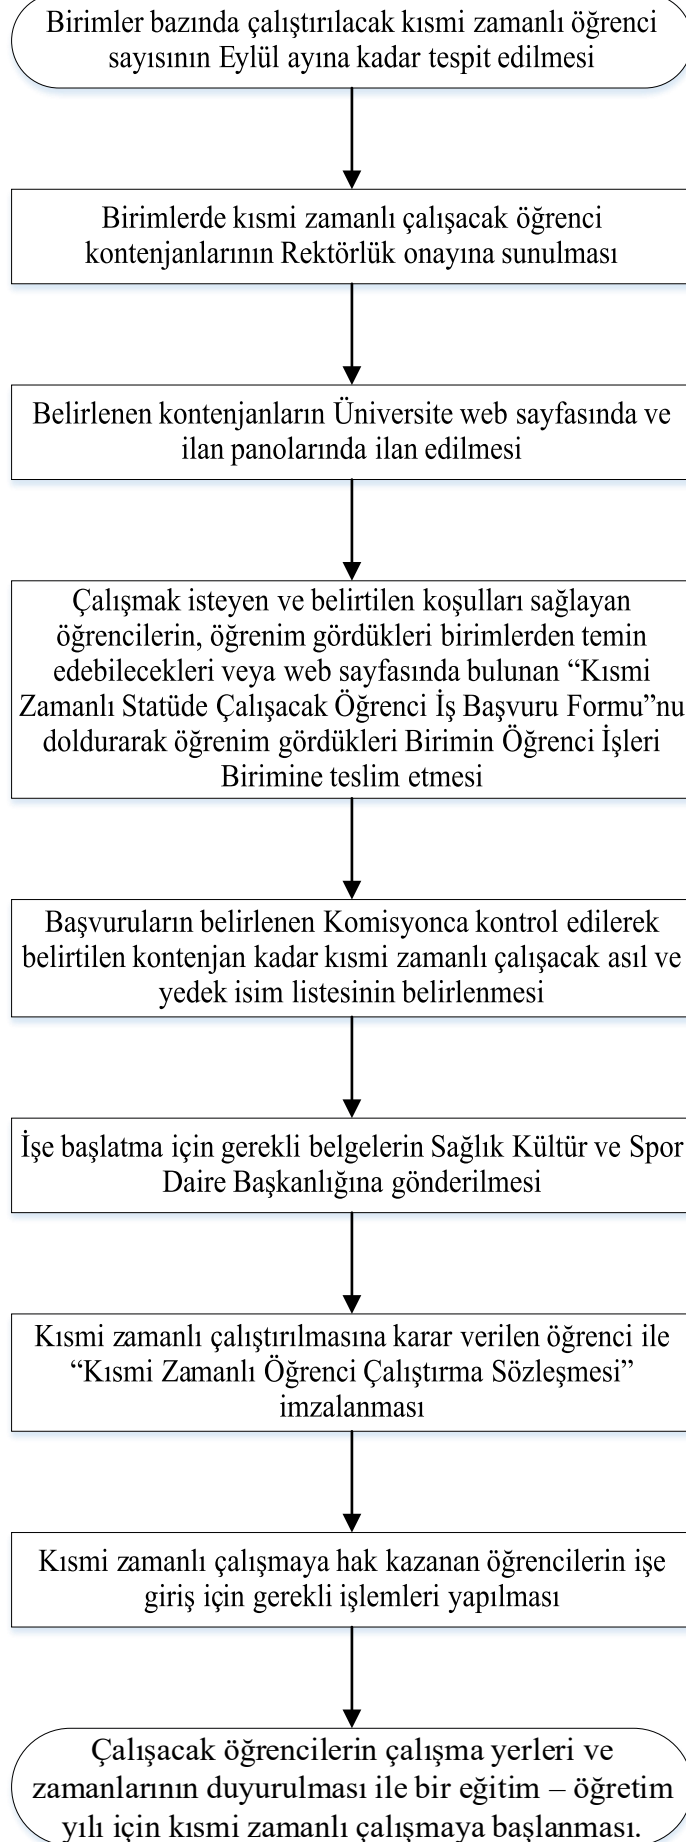 Birimler bazında çalıştırılacak kısmi zamanlı öğrenci
sayısının Eylül ayına kadar tespit edilmesi
Birimlerde kısmi zamanlı çalışacak öğrenci
kontenjanlarının Rektörlük onayına sunulması
Belirlenen kontenjanların Üniversite web sayfasında ve
ilan panolarında ilan edilmesi
Çalışmak isteyen ve belirtilen koşulları sağlayan
öğrencilerin, öğrenim gördükleri birimlerden temin
edebilecekleri veya web sayfasında bulunan “Kısmi
Zamanlı Statüde Çalışacak Öğrenci İş Başvuru Formu”nu
doldurarak öğrenim gördükleri Birimin Öğrenci İşleri
Birimine teslim etmesi
Başvuruların belirlenen Komisyonca kontrol edilerek
belirtilen kontenjan kadar kısmi zamanlı çalışacak asıl ve
yedek isim listesinin belirlenmesi
İşe başlatma için gerekli belgelerin Sağlık Kültür ve Spor
Daire Başkanlığına gönderilmesi
Kısmi zamanlı çalıştırılmasına karar verilen öğrenci ile
“Kısmi Zamanlı Öğrenci Çalıştırma Sözleşmesi”
imzalanması
Kısmi zamanlı çalışmaya hak kazanan öğrencilerin işe
giriş için gerekli işlemleri yapılması
Çalışacak öğrencilerin çalışma yerleri ve
zamanlarının duyurulması ile bir eğitim – öğretim
yılı için kısmi zamanlı çalışmaya başlanması.